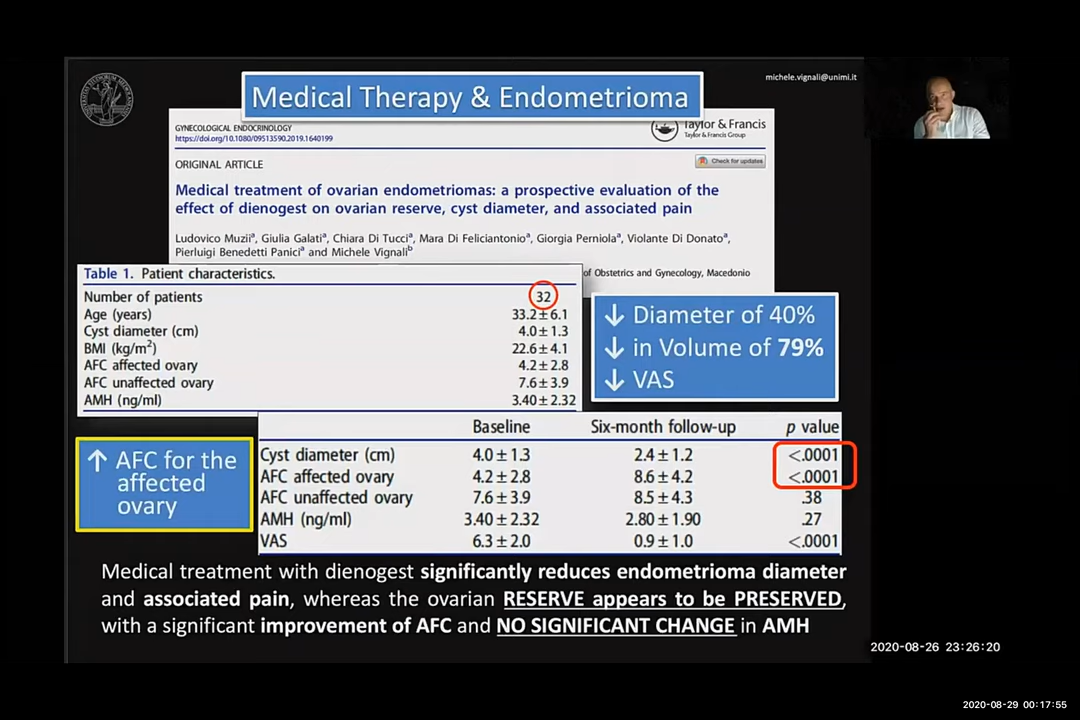 michele.vignali@unimi.it
Medical Therapy & Endometrioma
GYNECOLOGICAL ENDOCRINOLOGY
https://doi.org/10.1080/09513590.2019.1640199
Taylor & Francis
Taylor & Francis Group
ORIGINAL ARTICLE
Check for updates
Medical treatment of ovarian endometriomas: a prospective evaluation of the
effect of dienogest on ovarian reserve, cyst diameter, and associated pain
Ludovico Muziiᵃ, Giulia Galatiᵃ, Chiara Di Tucciᵃ, Mara Di Felicianton​ioᵃ, Giorgia Perniolaᵃ, Violante Di Donatoᵃ,
Pierluigi Benedetti Paniciᵃ and Michele Vignaliᵇ
of Obstetrics and Gynecology, Macedonio
Table 1. Patient characteristics.
Number of patients 32
Age (years) 33.2±6.1
Cyst diameter (cm) 4.0±1.3
BMI (kg/m²) 22.6±4.1
AFC affected ovary 4.2±2.8
AFC unaffected ovary 7.6±3.9
AMH (ng/ml) 3.40±2.32
↓ Diameter of 40%
↓ in Volume of 79%
↓ VAS
↑ AFC for the
affected
ovary
Baseline Six-month follow-up p value
Cyst diameter (cm) 4.0±1.3 2.4±1.2 <.0001
AFC affected ovary 4.2±2.8 8.6±4.2 <.0001
AFC unaffected ovary 7.6±3.9 8.5±4.3 .38
AMH (ng/ml) 3.40±2.32 2.80±1.90 .27
VAS 6.3±2.0 0.9±1.0 <.0001
Medical treatment with dienogest significantly reduces endometrioma diameter
and associated pain, whereas the ovarian RESERVE appears to be PRESERVED,
with a significant improvement of AFC and NO SIGNIFICANT CHANGE in AMH
2020-08-26 23:26:20
2020-08-29 00:17:55